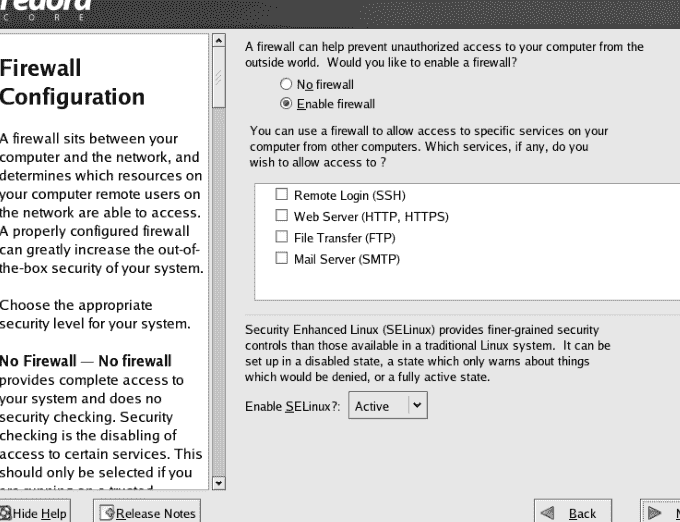 fedora
CORE
Firewall
Configuration
A firewall sits between your
computer and the network, and
determines which resources on
your computer remote users on
the network are able to access.
A properly configured firewall
can greatly increase the out-of-
the-box security of your system.
Choose the appropriate
security level for your system.
No Firewall — No firewall
provides complete access to
your system and does no
security checking. Security
checking is the disabling of
access to certain services. This
should only be selected if you
are running on a trusted
A firewall can help prevent unauthorized access to your computer from the
outside world. Would you like to enable a firewall?
No firewall
Enable firewall
You can use a firewall to allow access to specific services on your
computer from other computers. Which services, if any, do you
wish to allow access to ?
Remote Login (SSH)
Web Server (HTTP, HTTPS)
File Transfer (FTP)
Mail Server (SMTP)
Security Enhanced Linux (SELinux) provides finer-grained security
controls than those available in a traditional Linux system. It can be
set up in a disabled state, a state which only warns about things
which would be denied, or a fully active state.
Enable SELinux?: Active
Hide Help
Release Notes
Back